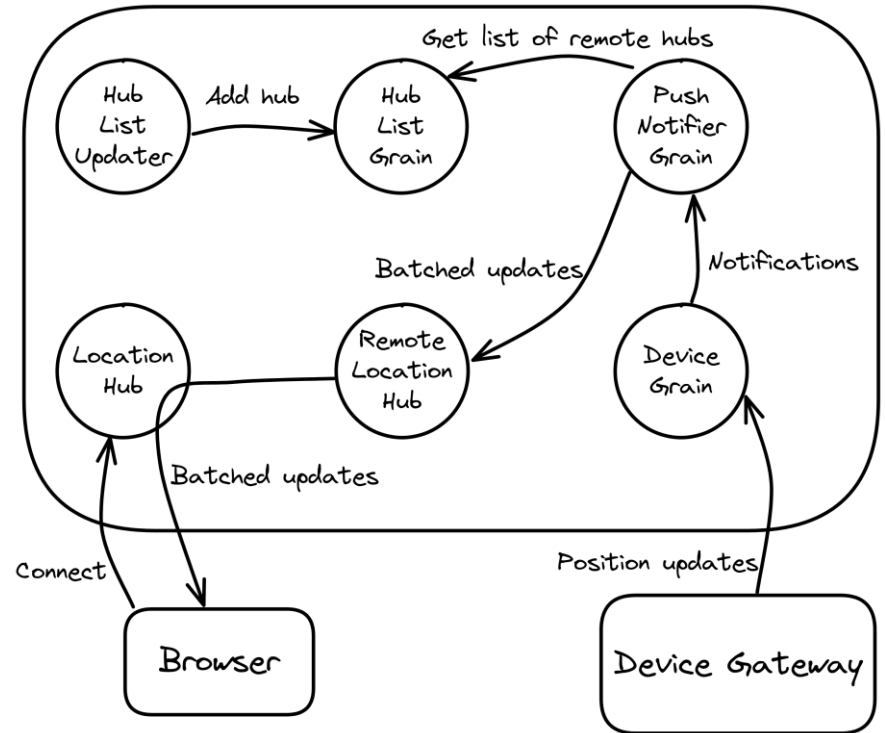 Get list of remote hubs
Hub
List
Updater
Add hub
Hub
List
Grain
Push
Notifier
Grain
Batched updates
Notifications
Location
Hub
Remote
Location
Hub
Device
Grain
Batched updates
Connect
Position updates
Browser
Device Gateway